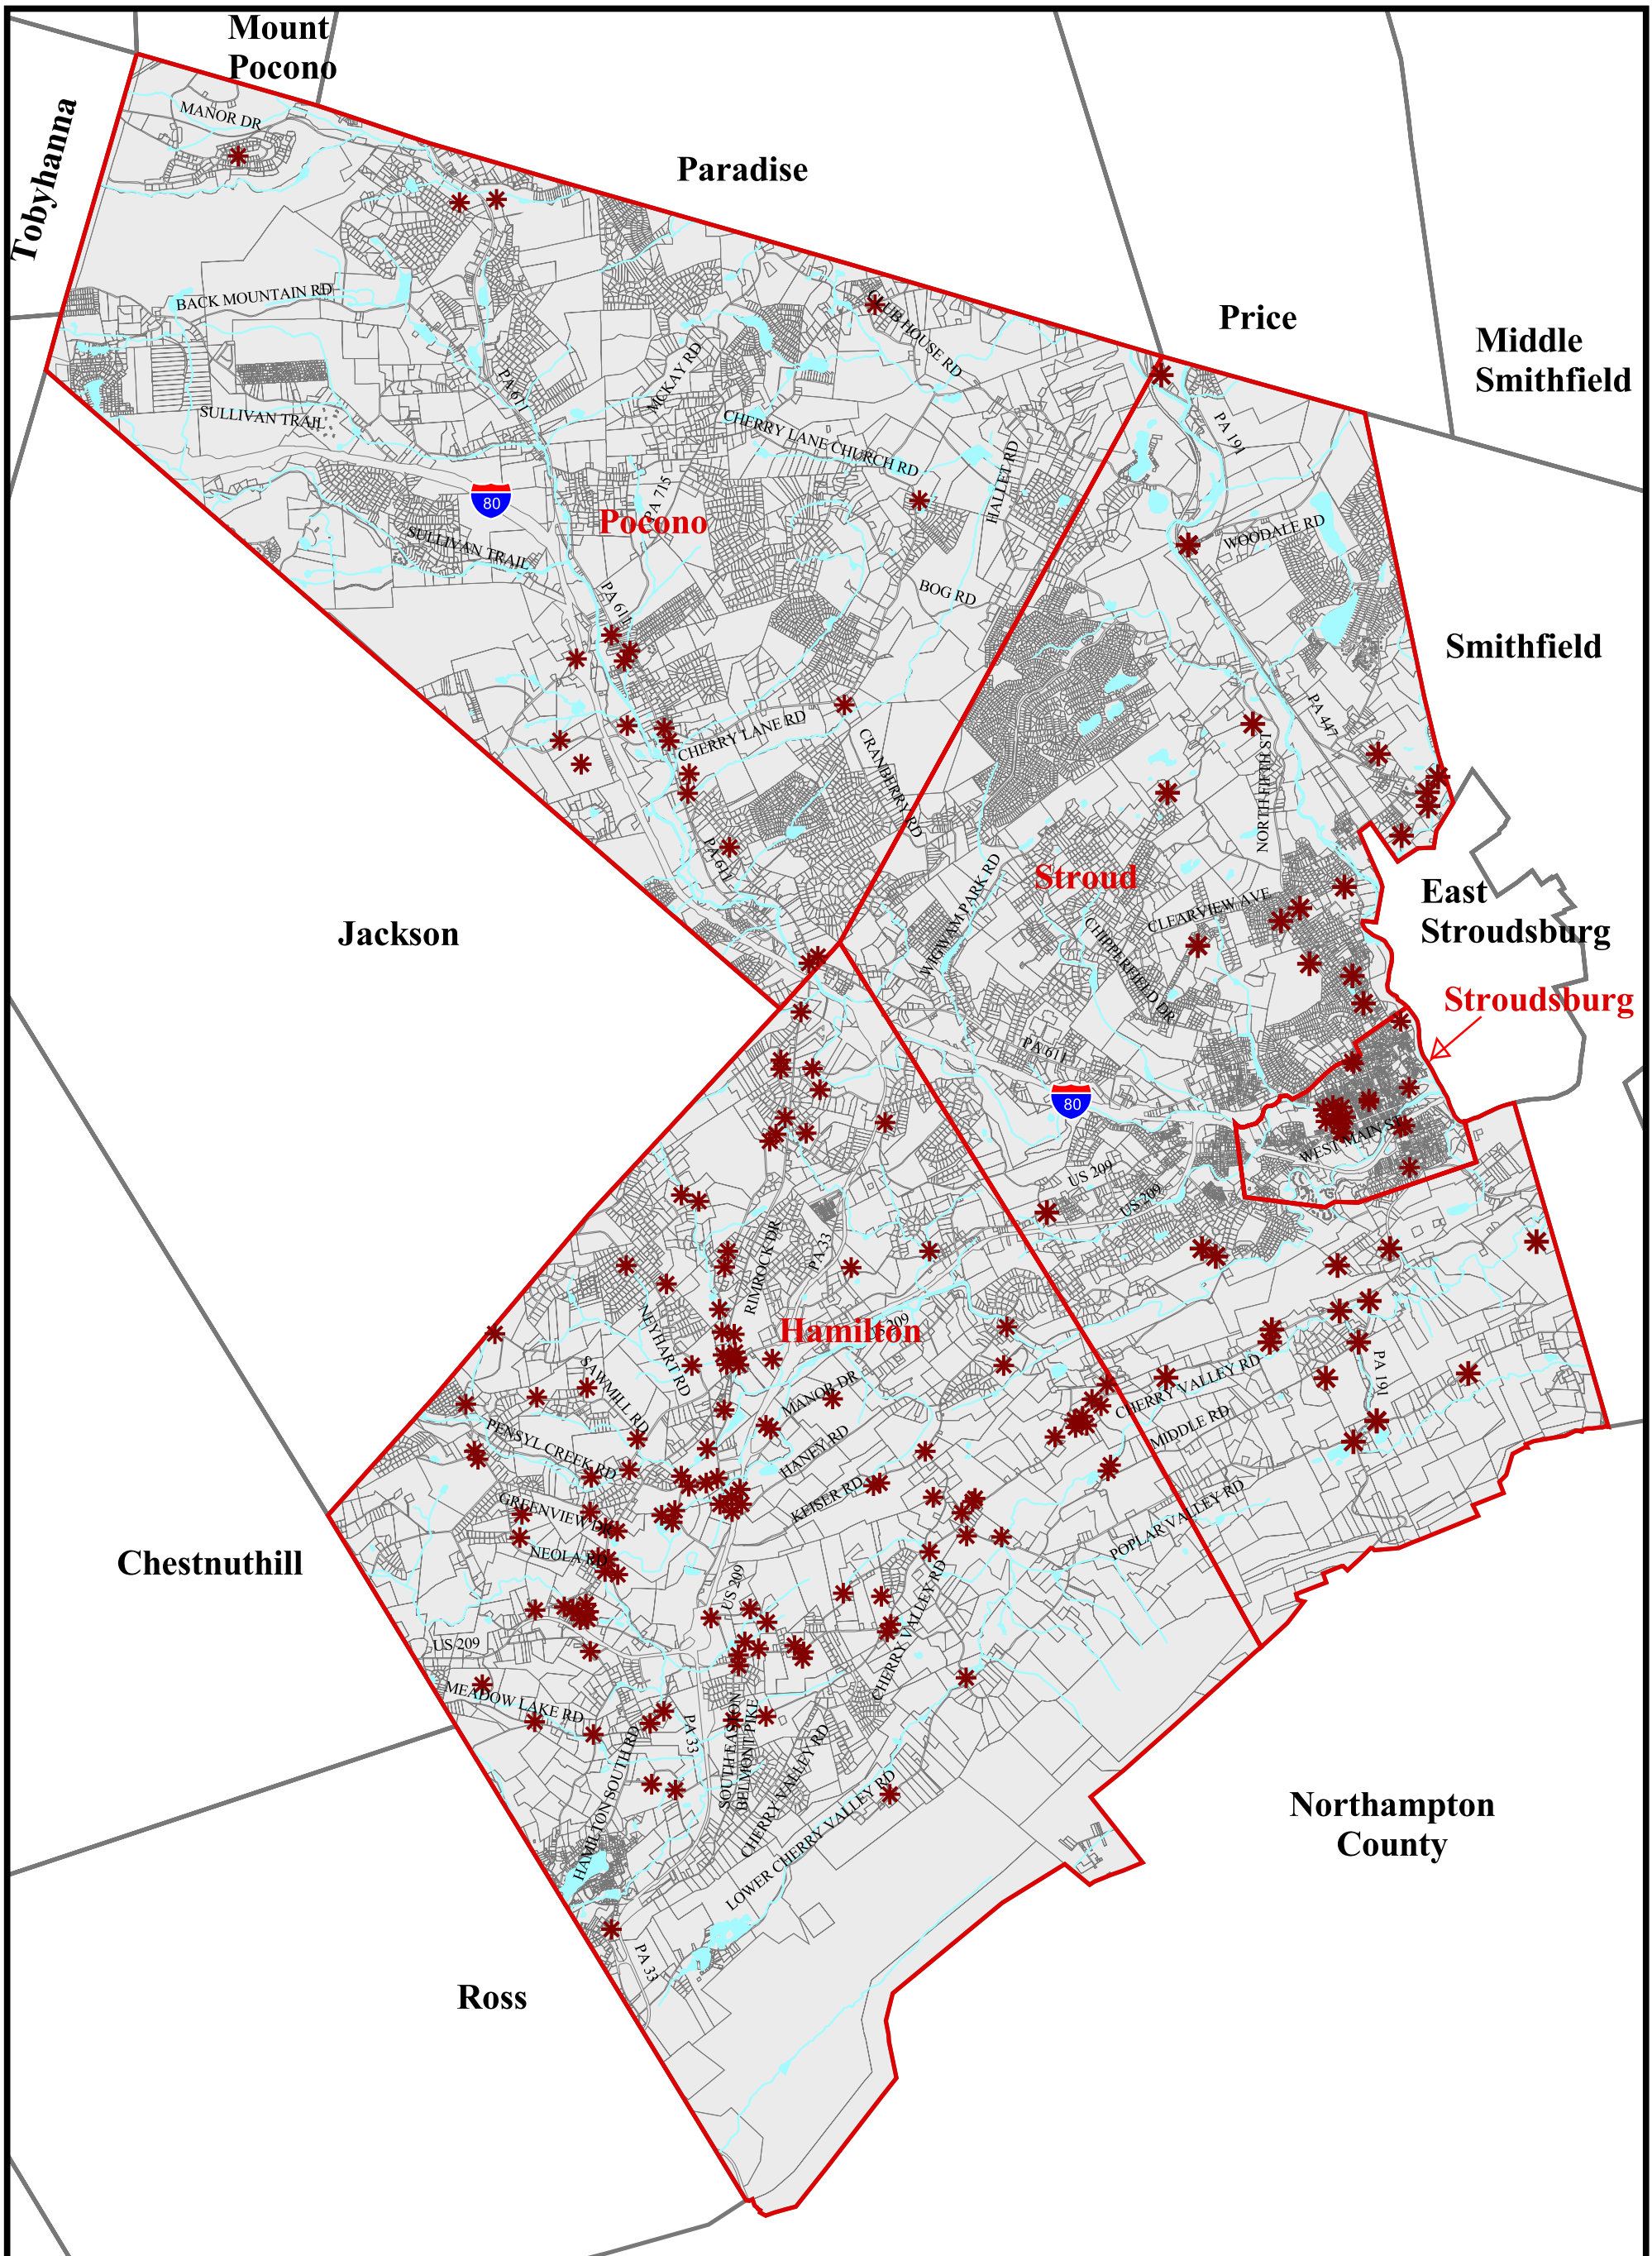 Mount
Pocono
MANOR DR
Tobyhanna
Paradise
BACK MOUNTAIN RD
CLUB HOUSE RD
Price
Middle
Smithfield
MCKAY RD
PA 611
SULLIVAN TRAIL
CHERRY LANE CHURCH RD
PA 191
HALLET RD
80
PA 715
Pocono
WOODALE RD
SULLIVAN TRAIL
BOG RD
PA 611
Smithfield
PA 447
CHERRY LANE RD
CRANBERRY RD
NORTH FIFTH ST
PA 611
WIGWAM PARK RD
Stroud
CLEARVIEW AVE
CHIPPERFIELD DR
East
Stroudsburg
Jackson
Stroudsburg
PA 611
80
WEST MAIN ST
US 209
US 209
RIMROCK DR
PA 33
NEYHART RD
Hamilton
209
SAWMILL RD
MANOR DR
CHERRY VALLEY RD
PA 191
MIDDLE RD
PENSYL CREEK RD
HANEY RD
KEISER RD
GREENVIEW DR
POPLAR VALLEY RD
NEOLA RD
Chestnuthill
US 209
CHERRY VALLEY RD
US 209
MEADOW LAKE RD
PA 33
SOUTH EASTON
BELMONT PIKE
HAMILTON SOUTH RD
CHERRY VALLEY RD
LOWER CHERRY VALLEY RD
Northampton
County
PA 33
Ross